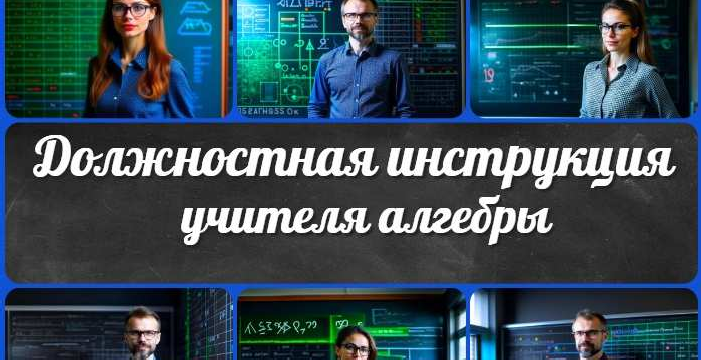 Должностная инструкция
учителя алгебры